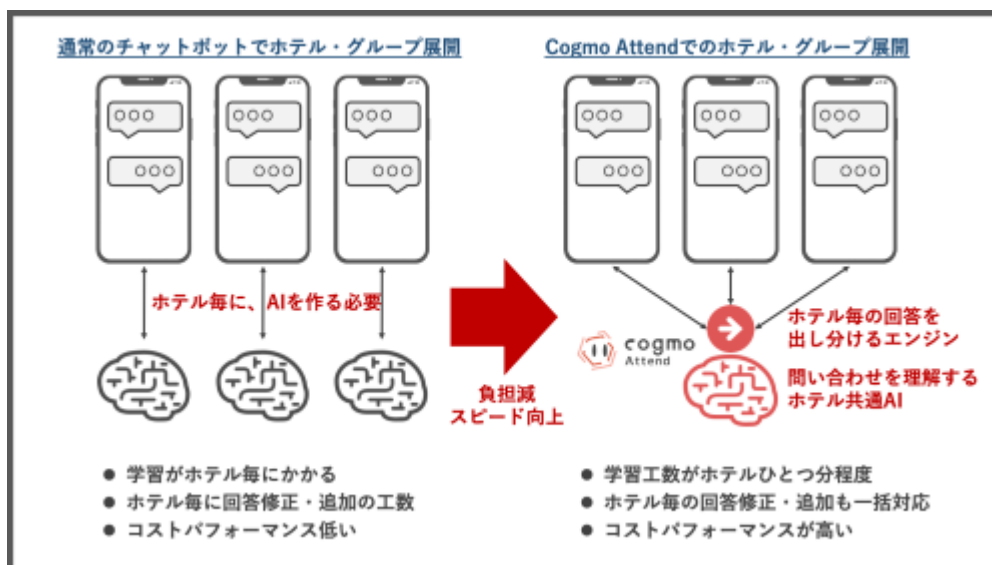 通常のチャットボットでホテル・グループ展開
ホテル毎に、AIを作る必要
学習がホテル毎にかかる
ホテル毎に回答修正・追加の工数
コストパフォーマンス低い
負担減
スピード向上
Cogmo Attendでのホテル・グループ展開
cogmo
Attend
ホテル毎の回答を
出し分けるエンジン
問い合わせを理解する
ホテル共通AI
学習工数がホテルひとつ分程度
ホテル毎の回答修正・追加も一括対応
コストパフォーマンスが高い